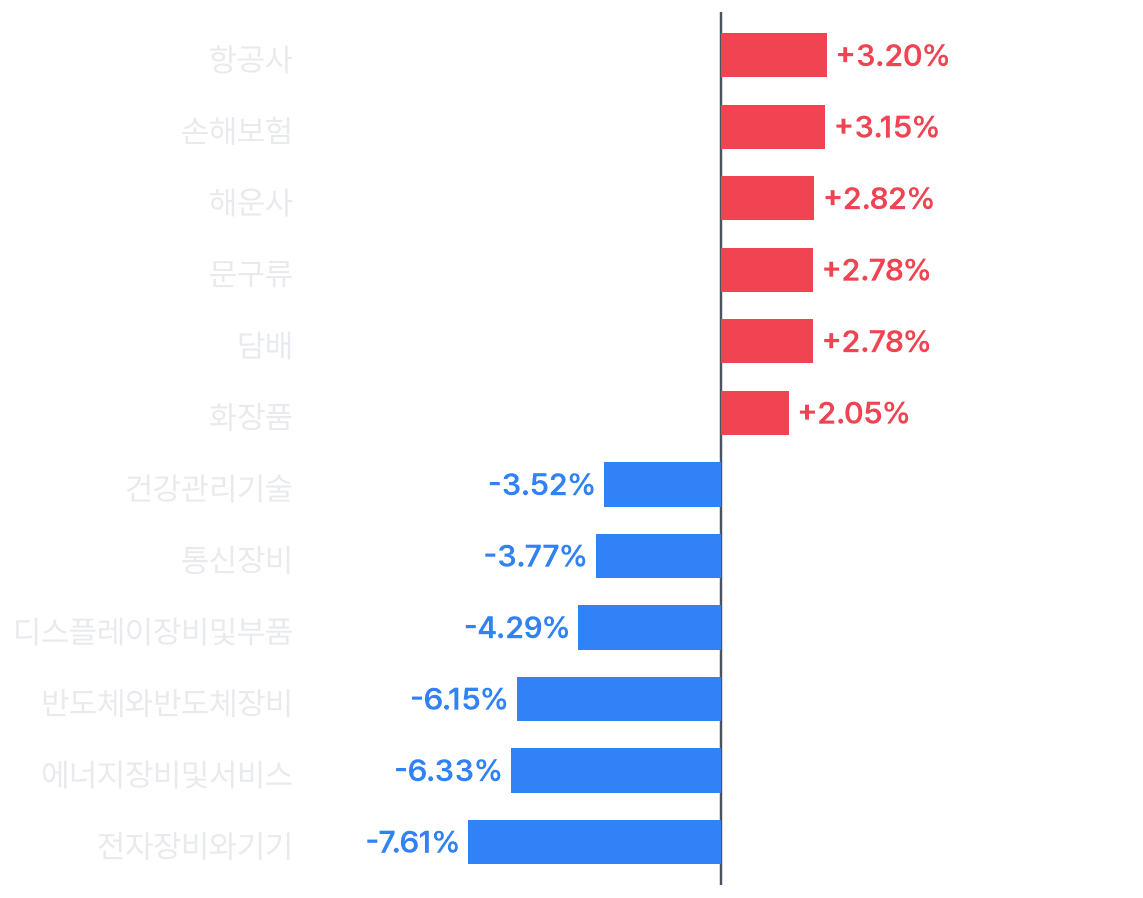 항공사 +3.20%
손해보험 +3.15%
해운사 +2.82%
문구류 +2.78%
담배 +2.78%
화장품 +2.05%
건강관리기술 -3.52%
통신장비 -3.77%
디스플레이장비및부품 -4.29%
반도체와반도체장비 -6.15%
에너지장비및서비스 -6.33%
전자장비와기기 -7.61%